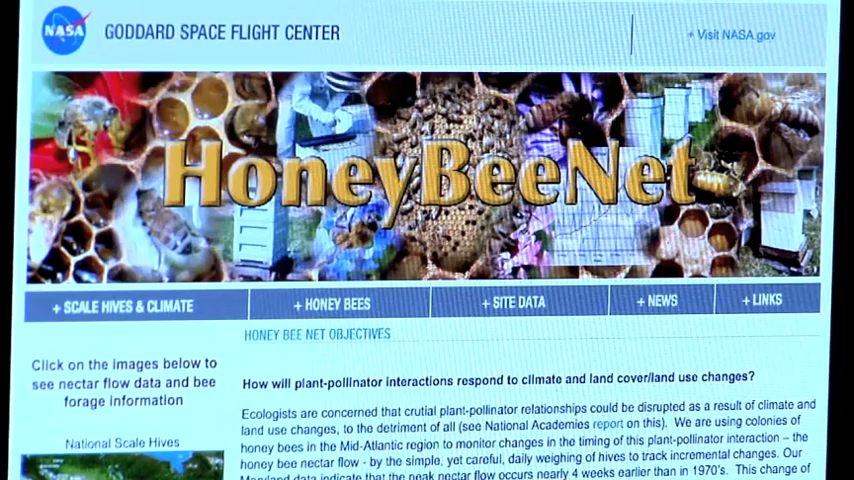 NASA
GODDARD SPACE FLIGHT CENTER
+ Visit NASA.gov
HoneyBeeNet
+ SCALE HIVES & CLIMATE
+ HONEY BEES
+ SITE DATA
+ NEWS
+ LINKS
HONEY BEE NET OBJECTIVES
Click on the images below to
see nectar flow data and bee
forage information
National Scale Hives
How will plant-pollinator interactions respond to climate and land cover/land use changes?
Ecologists are concerned that crutial plant-pollinator relationships could be disrupted as a result of climate and
land use changes, to the detriment of all (see National Academies report on this). We are using colonies of
honey bees in the Mid-Atlantic region to monitor changes in the timing of this plant-pollinator interaction – the
honey bee nectar flow - by the simple, yet careful, daily weighing of hives to track incremental changes. Our
Maryland data indicate that the peak nectar flow occurs nearly 4 weeks earlier than in 1970's. This change of